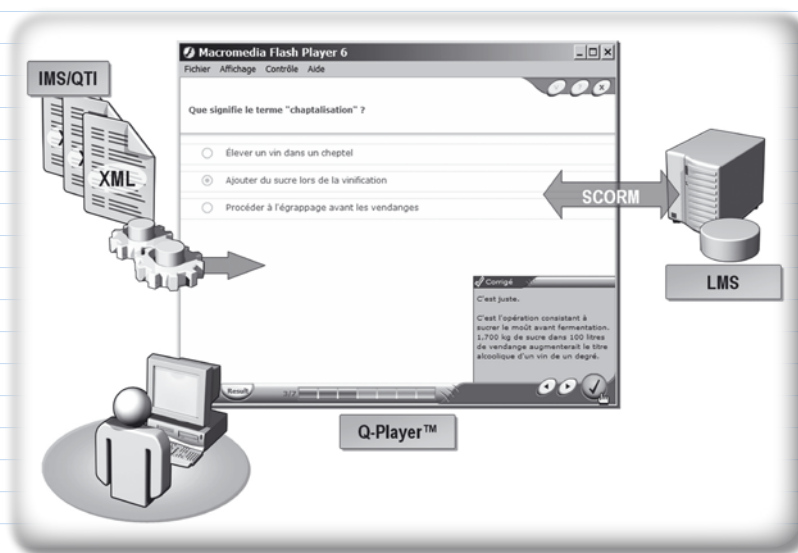 Macromedia Flash Player 6
Fichier Affichage Contrôle Aide
IMS/QTI
XML
Que signifie le terme "chaptalisation" ?
Élever un vin dans un cheptel
Ajouter du sucre lors de la vinification
Procéder à l'égrappage avant les vendanges
SCORM
LMS
Corrigé
C'est juste.
C'est l'opération consistant à
sucrer le moût avant fermentation.
1,700 kg de sucre dans 100 litres
de vendange augmenterait le titre
alcoolique d'un vin de un degré.
Result
3/7
Q-Player™